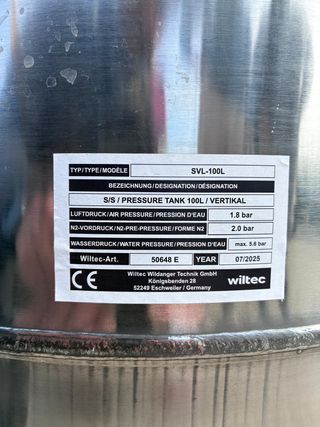 TYP/TYPE/MODÈLE SVL-100L
BEZEICHNUNG/DESIGNATION/DÉSIGNATION
S/S / PRESSURE TANK 100L / VERTIKAL
LUFTDRUCK/AIR PRESSURE/PRESSION D'EAU 1.8 bar
N2-VORDRUCK/N2-PRE-PRESSURE/FORME N2 2.0 bar
WASSERDRUCK/WATER PRESSURE/PRESSION D'EAU max. 5.6 bar
Wiltec-Art. 50648 E YEAR 07/2025
CE Wiltec Wildanger Technik GmbH
Königsbenden 28
52249 Eschweiler / Germany
wiltec